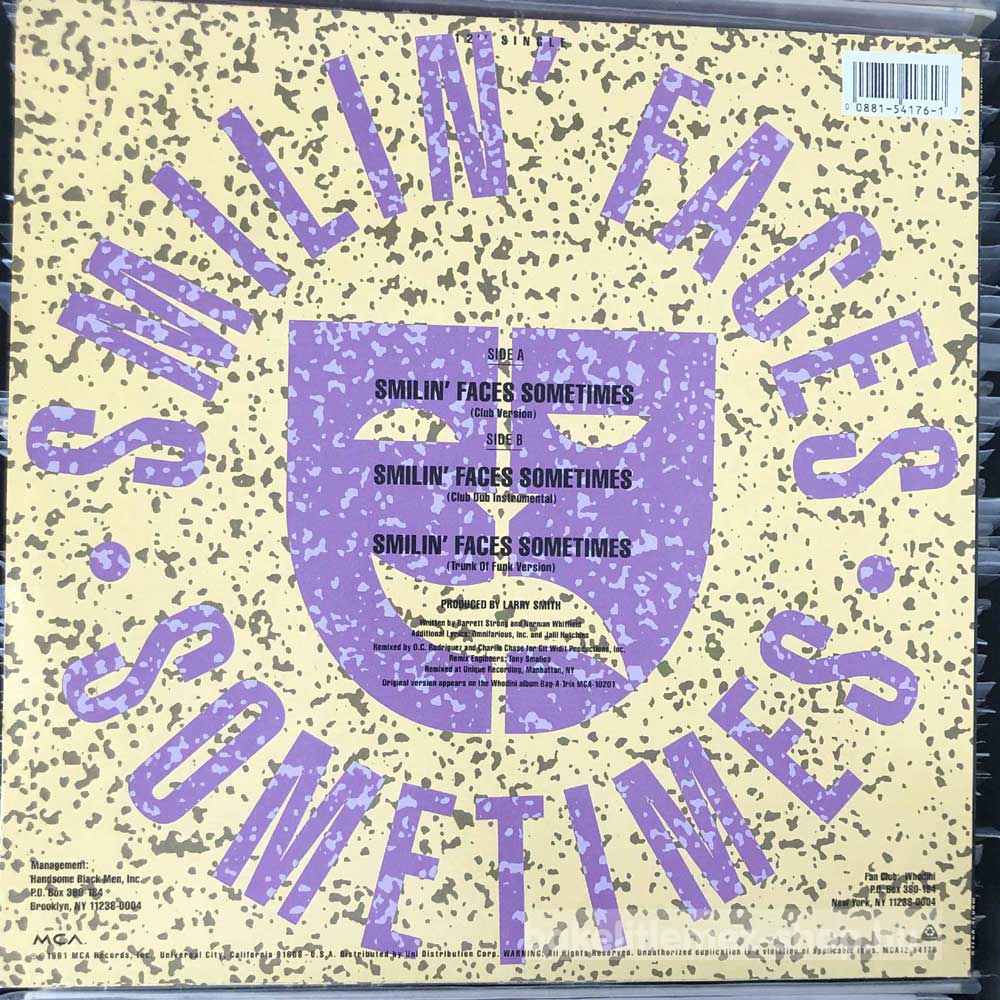 12" SINGLE
SMILIN' FACES
SOMETIMES
0 0881-54176-1 7
SIDE A
SMILIN' FACES SOMETIMES
(Club Version)
SIDE B
SMILIN' FACES SOMETIMES
(Club Dub Instrumental)
SMILIN' FACES SOMETIMES
(Trunk Of Funk Version)
PRODUCED BY LARRY SMITH
Written by Barrett Strong and Norman Whitfield
Additional Lyrics: Omnifarious, Inc. and Jalil Hutchins
Remixed by O.C. Rodriguez and Charlie Chase for Git Widit Productions, Inc.
Remix Engineers: Tony Smalios
Remixed at Unique Recording, Manhattan, NY
Original version appears on the Whodini album Bag-A-Trix MCA-10201
Management:
Handsome Black Men, Inc.
P.O. Box 380-184
Brooklyn, NY 11238-0004
Fan Club: Whodini
P.O. Box 380-184
New York, NY 11238-0004
MCA
© 1991 MCA Records, Inc., Universal City, California 91608 - U.S.A. Distributed by Uni Distribution Corp. WARNING: All Rights Reserved. Unauthorized duplication is a violation of applicable laws. MCA12-54176